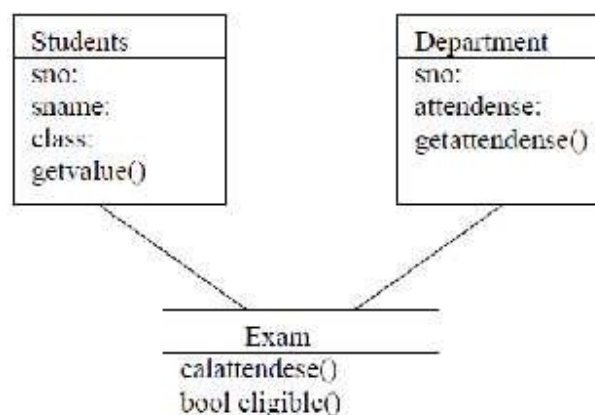 Students
sno:
sname:
class:
getvalue()
Department
sno:
attendense:
getattendense()
Exam
calattendese()
bool eligible()